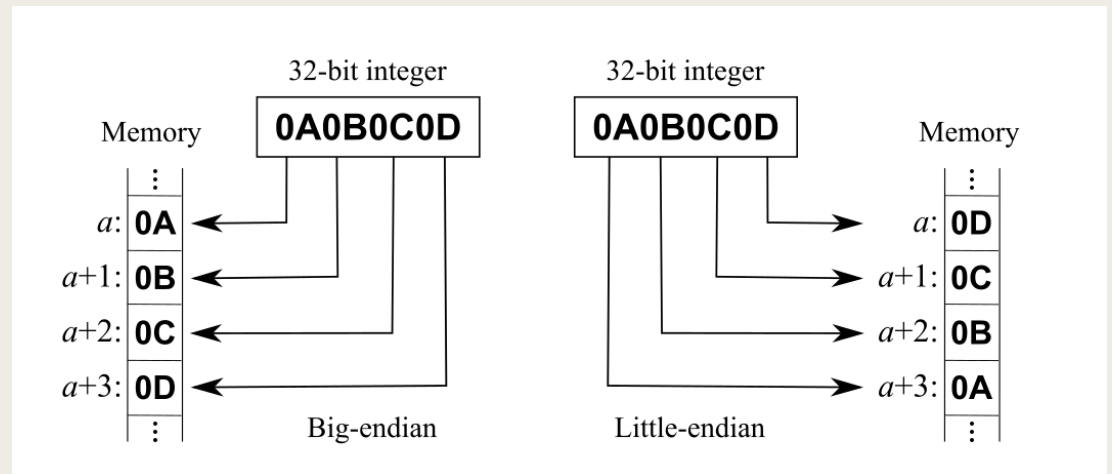 32-bit integer
0A0B0C0D
Memory
⋮
a: 0A
a+1: 0B
a+2: 0C
a+3: 0D
⋮
Big-endian
32-bit integer
0A0B0C0D
Memory
⋮
a: 0D
a+1: 0C
a+2: 0B
a+3: 0A
⋮
Little-endian